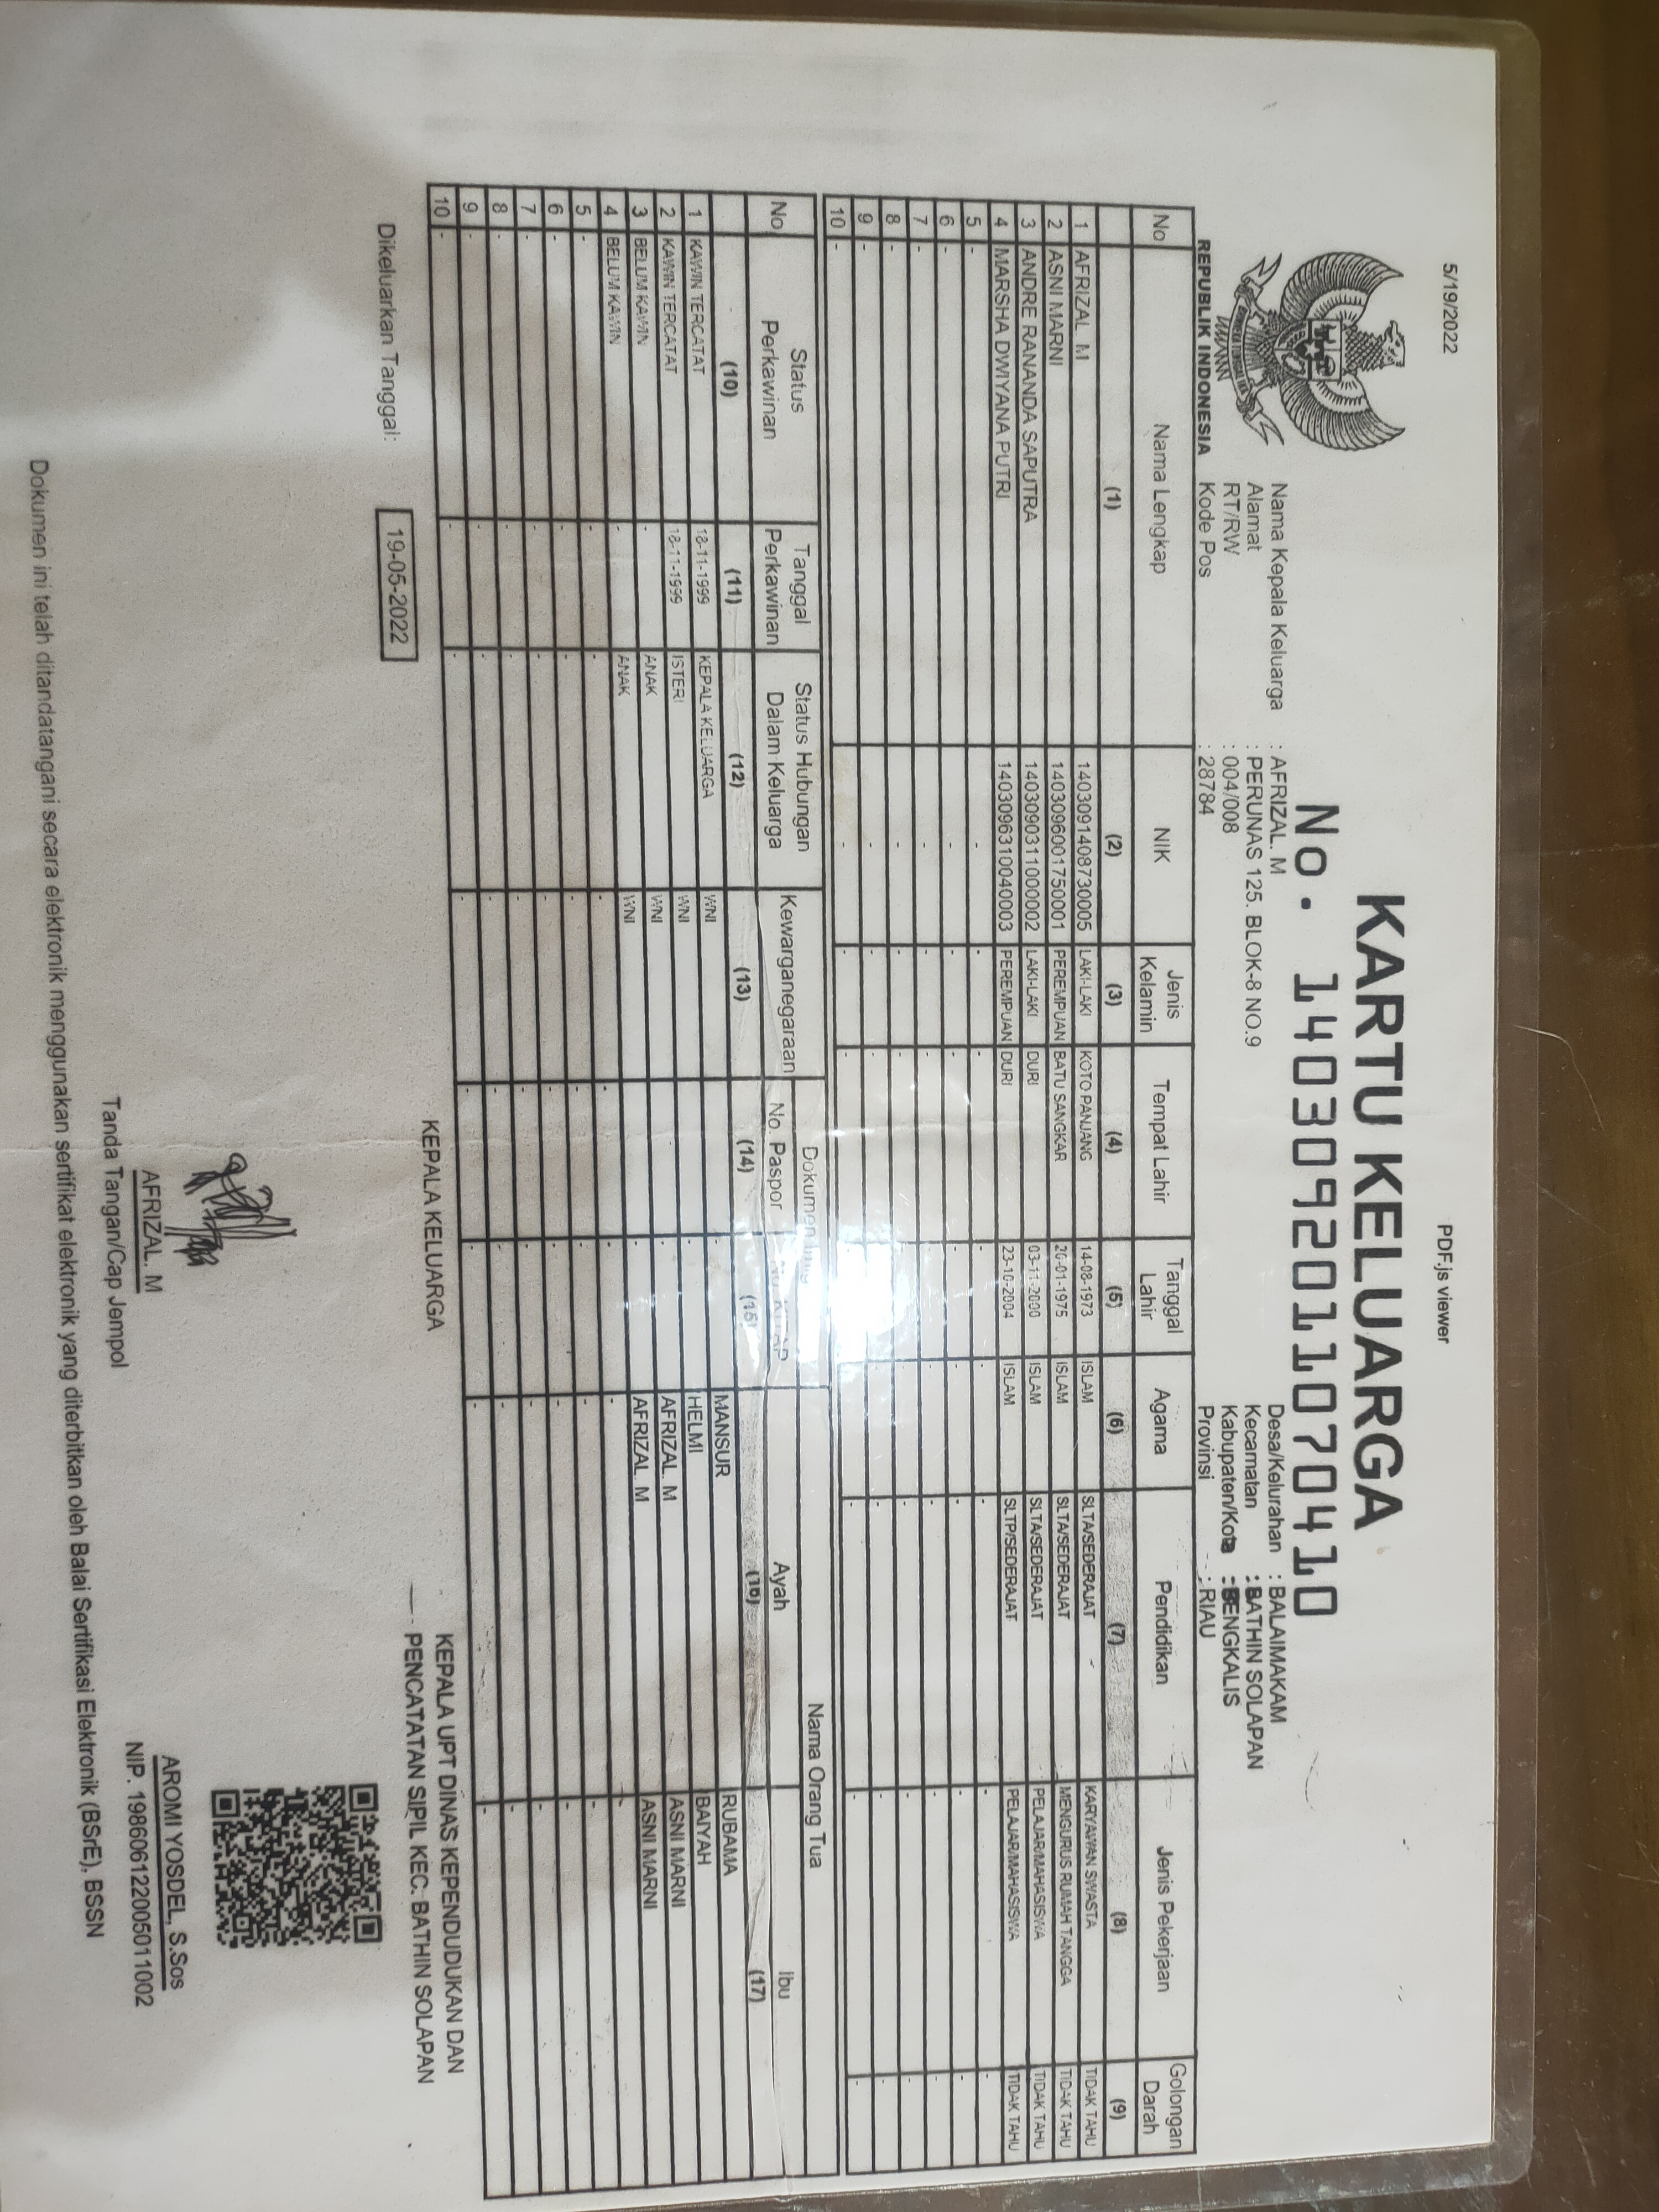 5/19/2022
PDF.js viewer
KARTU KELUARGA
No. 1403092011070410
REPUBLIK INDONESIA
Nama Kepala Keluarga : AFRIZAL. M
Alamat : PERUNAS 125. BLOK-8 NO.9
RT/RW : 004/008
Kode Pos : 28784
Desa/Kelurahan : BALAIMAKAM
Kecamatan : BATHIN SOLAPAN
Kabupaten/Kota : BENGKALIS
Provinsi : RIAU
No Nama Lengkap NIK Jenis Kelamin Tempat Lahir Tanggal Lahir Agama Pendidikan Jenis Pekerjaan Golongan Darah
(1) (2) (3) (4) (5) (6) (7) (8) (9)
1 AFRIZAL. M 1403091408730005 LAKI-LAKI KOTO PANJANG 14-08-1973 ISLAM SLTA/SEDERAJAT KARYAWAN SWASTA TIDAK TAHU
2 ASNI MARNI 1403096001750001 PEREMPUAN BATU SANGKAR 20-01-1975 ISLAM SLTA/SEDERAJAT MENGURUS RUMAH TANGGA TIDAK TAHU
3 ANDRE RANANDA SAPUTRA 1403090311000002 LAKI-LAKI DURI 03-11-2000 ISLAM SLTA/SEDERAJAT PELAJAR/MAHASISWA TIDAK TAHU
4 MARSHA DWIYANA PUTRI 1403096310040003 PEREMPUAN DURI 23-10-2004 ISLAM SLTP/SEDERAJAT PELAJAR/MAHASISWA TIDAK TAHU
5 - - - - - - - - -
6 - - - - - - - - -
7 - - - - - - - - -
8 - - - - - - - - -
9 - - - - - - - - -
10 - - - - - - - - -
No Status Perkawinan Tanggal Perkawinan Status Hubungan Dalam Keluarga Kewarganegaraan Dokumen No. Paspor KITAP Nama Orang Tua Ayah Ibu
(10) (11) (12) (13) (14) (15) (16) (17)
1 KAWIN TERCATAT 18-11-1999 KEPALA KELUARGA WNI - - MANSUR RUBAMA
2 KAWIN TERCATAT 18-11-1999 ISTERI WNI - - HELMI BAIYAH
3 BELUM KAWIN - ANAK WNI - - AFRIZAL. M ASNI MARNI
4 BELUM KAWIN - ANAK WNI - - AFRIZAL. M ASNI MARNI
5 - - - - - - - -
6 - - - - - - - -
7 - - - - - - - -
8 - - - - - - - -
9 - - - - - - - -
10 - - - - - - - -
Dikeluarkan Tanggal: 19-05-2022
KEPALA KELUARGA
AFRIZAL. M
Tanda Tangan/Cap Jempol
KEPALA UPT DINAS KEPENDUDUKAN DAN
PENCATATAN SIPIL KEC. BATHIN SOLAPAN
AROMI YOSDEL, S.Sos
NIP. 198606122005011002
Dokumen ini telah ditandatangani secara elektronik menggunakan sertifikat elektronik yang diterbitkan oleh Balai Sertifikasi Elektronik (BSrE), BSSN